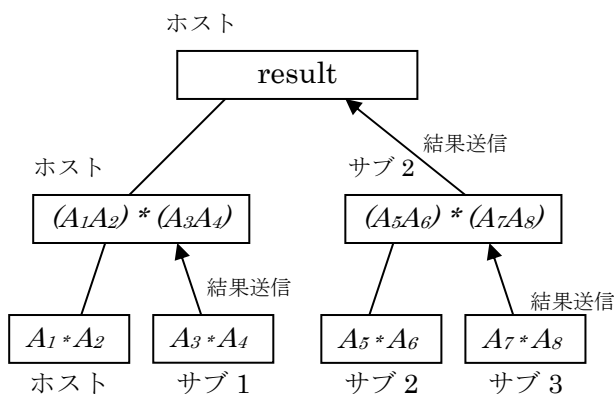 ホスト
result
結果送信
ホスト
サブ 2
(A1A2) * (A3A4)
(A5A6) * (A7A8)
結果送信
結果送信
A1 * A2
A3 * A4
A5 * A6
A7 * A8
ホスト
サブ 1
サブ 2
サブ 3